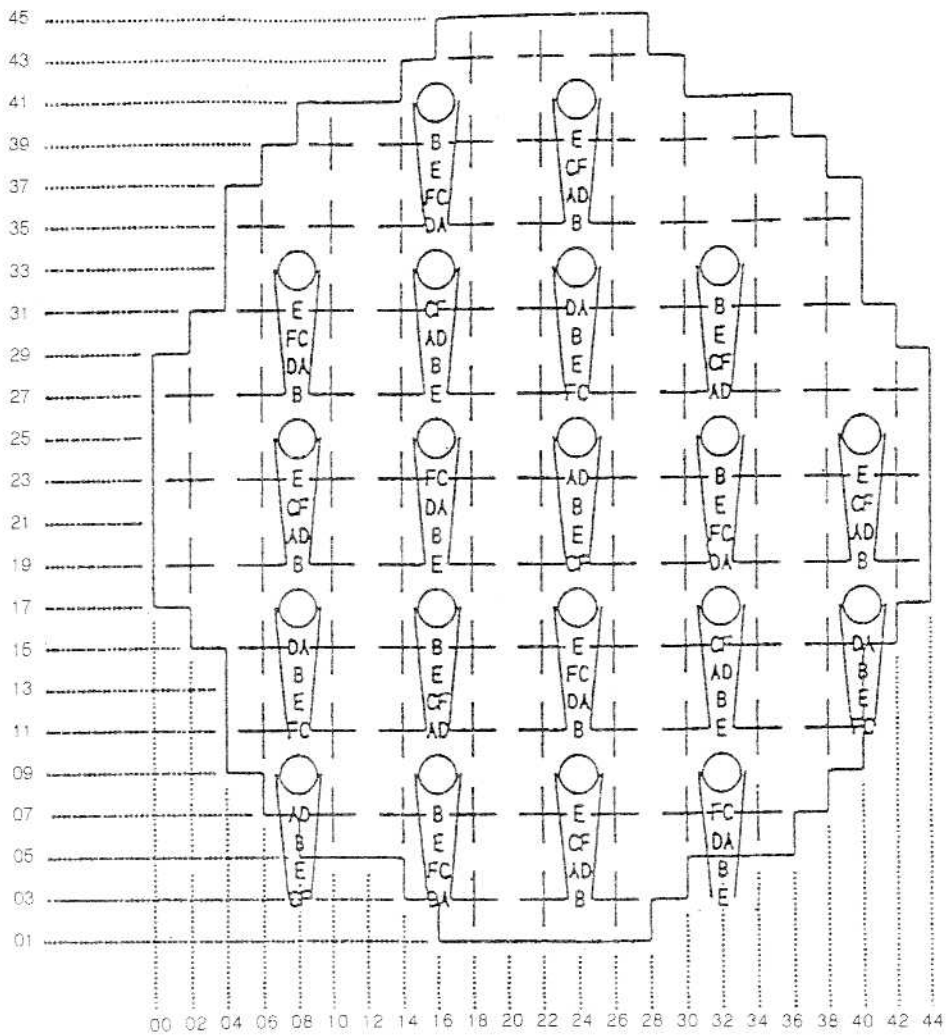 45
43
41
39 B E
E CF
37
FC AD
35 DA B
33
31 E CF DA B
FC AD B E
29
DA B E CF
27 B E FC AD
25
23 E FC AD B E
CF DA B E CF
21
AD B E FC AD
19 B E CF DA B
17
15 DA B E CF DA
B E FC AD B
13
E CF DA B E
11 FC AD B E FC
09
07 AD B E FC
B E CF DA
05
E FC AD B
03 CF DA B E
01
00 02 04 06 08 10 12 14 16 18 20 22 24 26 28 30 32 34 36 38 40 42 44